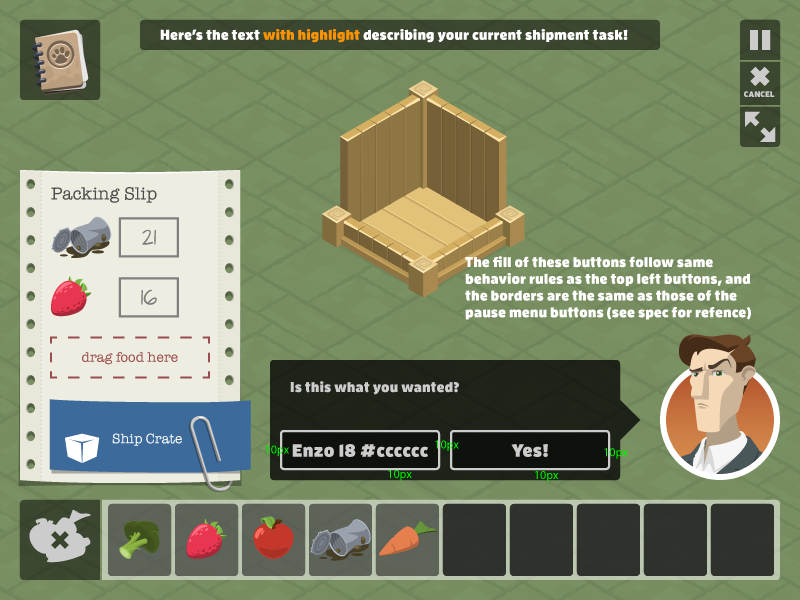 Here's the text with highlight describing your current shipment task!
CANCEL
Packing Slip
21
16
drag food here
Ship Crate
The fill of these buttons follow same
behavior rules as the top left buttons, and
the borders are the same as those of the
pause menu buttons (see spec for refence)
Is this what you wanted?
0px Enzo 18 #cccccc 10px Yes! 10px
10px 10px